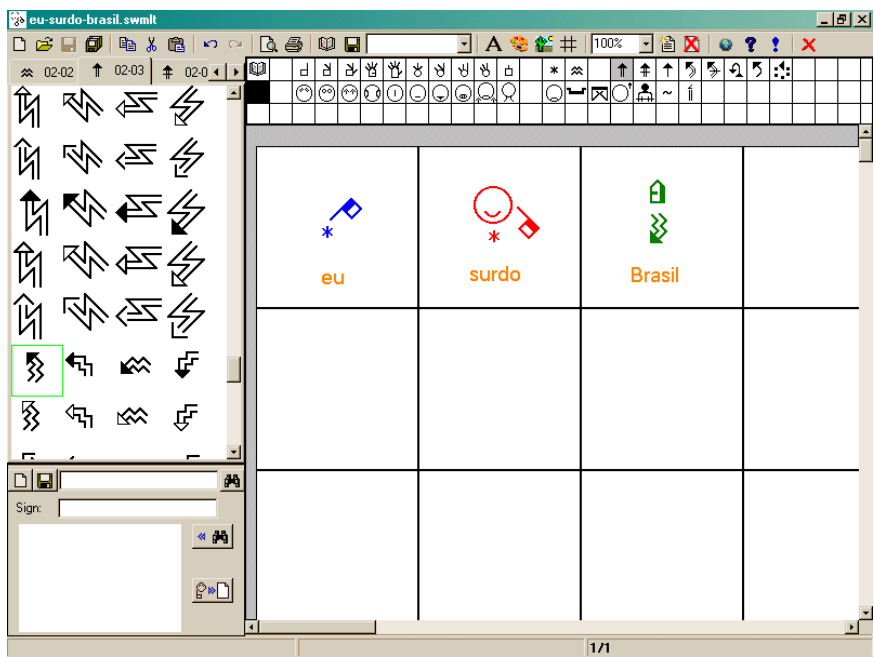 eu-surdo-brasil.swmlt
A 100%
02-02 02-03 02-0
eu surdo Brasil
Sign:
1/1